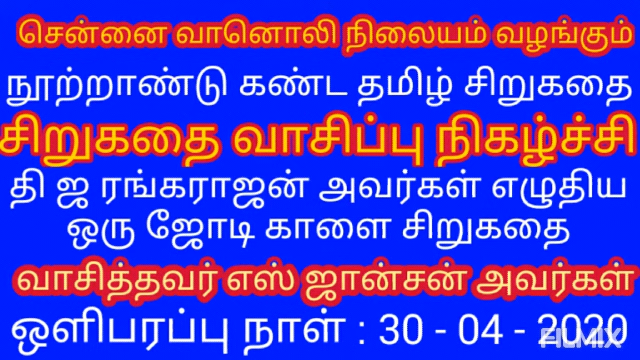 சென்னை வானொலி நிலையம் வழங்கும்
நூற்றாண்டு கண்ட தமிழ் சிறுகதை
சிறுகதை வாசிப்பு நிகழ்ச்சி
தி ஜ ரங்கராஜன் அவர்கள் எழுதிய
ஒரு ஜோடி காளை சிறுகதை
வாசித்தவர் எஸ் ஜான்சன் அவர்கள்
ஒளிபரப்பு நாள் : 30 - 04 - 2020
FILMIX